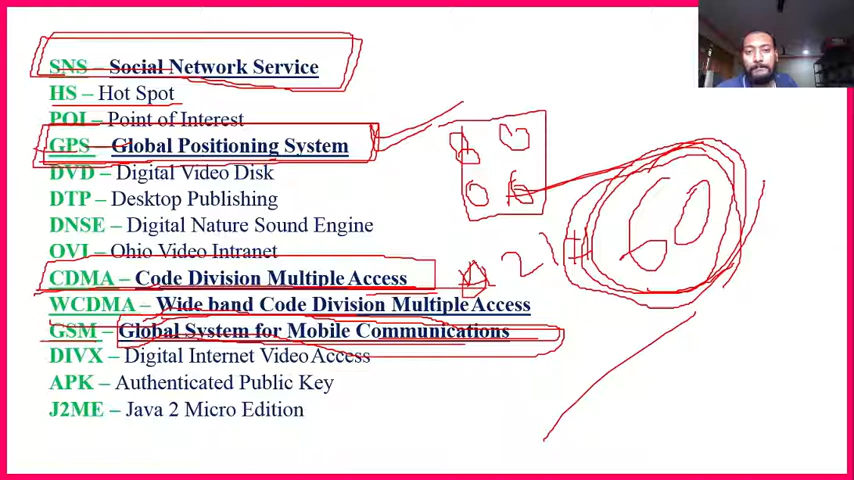 SNS – Social Network Service
HS – Hot Spot
POI – Point of Interest
GPS – Global Positioning System
DVD – Digital Video Disk
DTP – Desktop Publishing
DNSE – Digital Nature Sound Engine
OVI – Ohio Video Intranet
CDMA – Code Division Multiple Access
WCDMA – Wide band Code Division Multiple Access
GSM – Global System for Mobile Communications
DIVX – Digital Internet Video Access
APK – Authenticated Public Key
J2ME – Java 2 Micro Edition